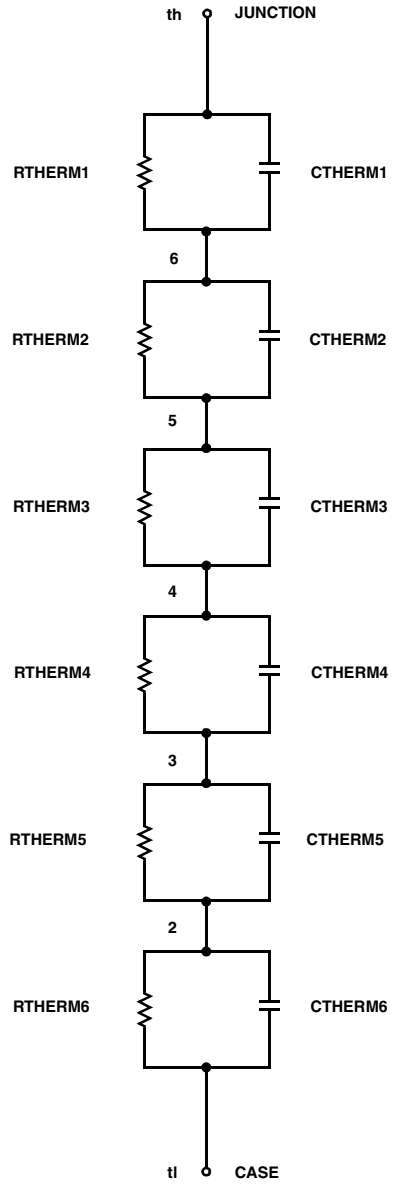 th JUNCTION
RTHERM1 CTHERM1
6
RTHERM2 CTHERM2
5
RTHERM3 CTHERM3
4
RTHERM4 CTHERM4
3
RTHERM5 CTHERM5
2
RTHERM6 CTHERM6
tl CASE